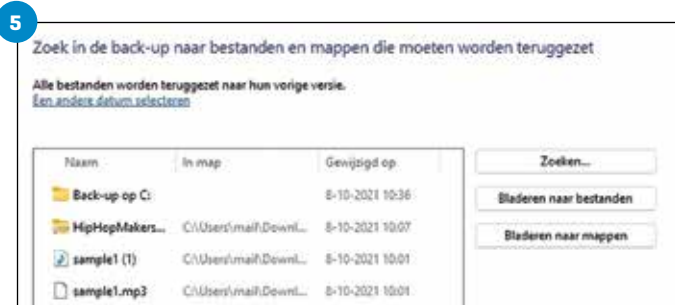 5
Zoek in de back-up naar bestanden en mappen die moeten worden teruggezet
Alle bestanden worden teruggezet naar hun vorige versie.
Een andere datum selecteren
Naam In map Gewijzigd op Zoeken...
Back-up op C: 8-10-2021 10:36 Bladeren naar bestanden
HipHopMakers... C:\Users\mail\Downl... 8-10-2021 10:07 Bladeren naar mappen
sample1 (1) C:\Users\mail\Downl... 8-10-2021 10:01
sample1.mp3 C:\Users\mail\Downl... 8-10-2021 10:01